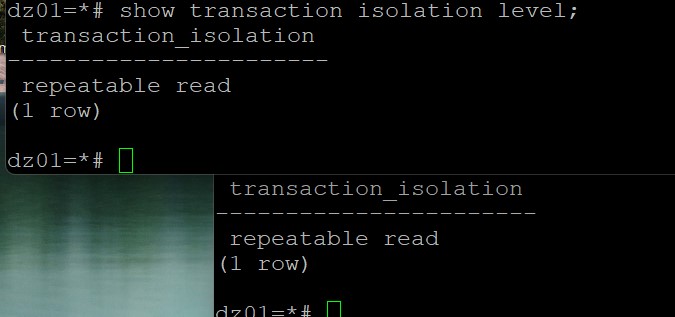 dz01=*# show transaction isolation level;
transaction_isolation
-----------------------
repeatable read
(1 row)
dz01=*#
transaction_isolation
-----------------------
repeatable read
(1 row)
dz01=*#